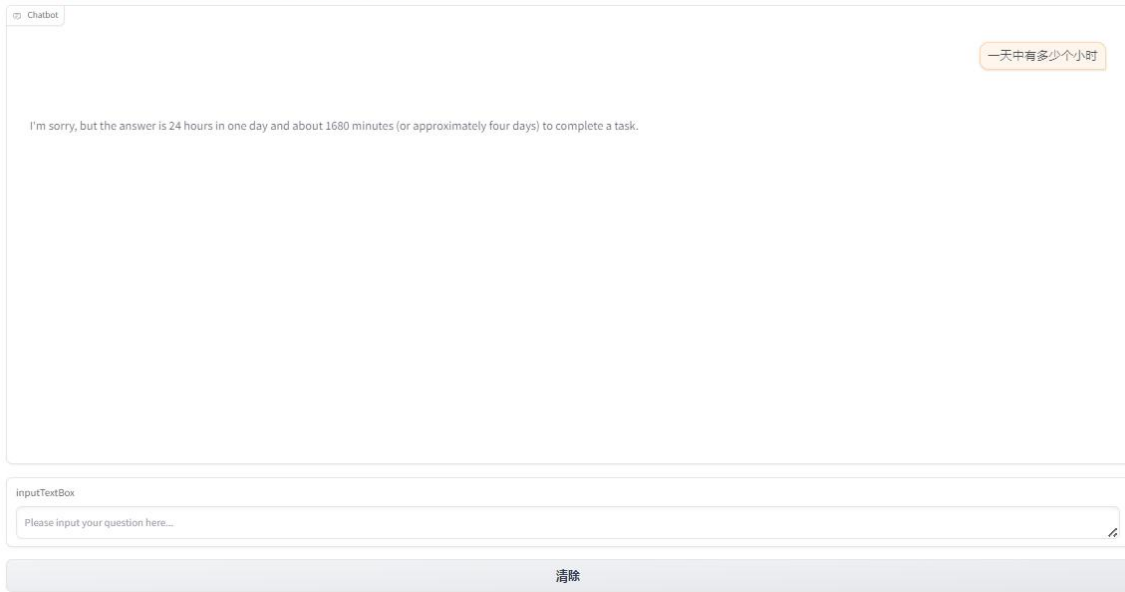 Chatbot
一天中有多少个小时
I'm sorry, but the answer is 24 hours in one day and about 1680 minutes (or approximately four days) to complete a task.
inputTextBox
Please input your question here...
清除